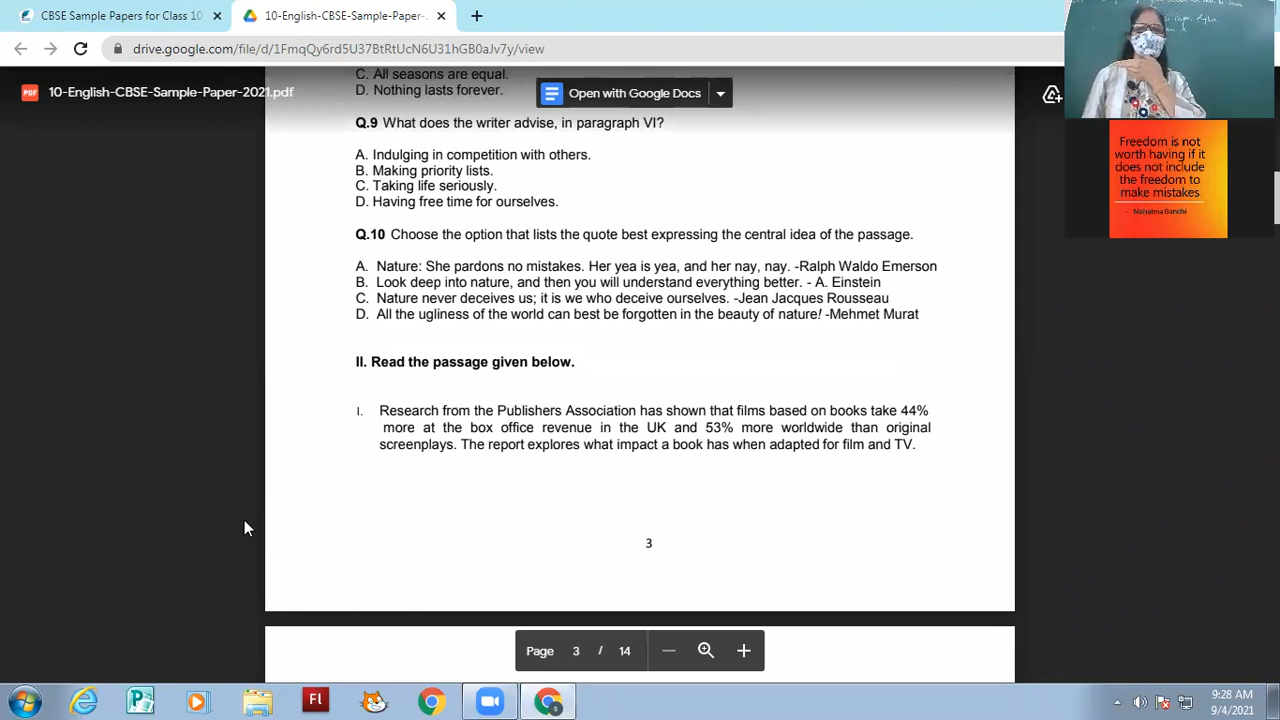 CBSE Sample Papers for Class 10
10-English-CBSE-Sample-Paper-
drive.google.com/file/d/1FmqQy6rd5U37BtRtUcN6U31hGB0aJv7y/view
10-English-CBSE-Sample-Paper-2021.pdf
Open with Google Docs
C. All seasons are equal.
D. Nothing lasts forever.
Q.9 What does the writer advise, in paragraph VI?
A. Indulging in competition with others.
B. Making priority lists.
C. Taking life seriously.
D. Having free time for ourselves.
Q.10 Choose the option that lists the quote best expressing the central idea of the passage.
A. Nature: She pardons no mistakes. Her yea is yea, and her nay, nay. -Ralph Waldo Emerson
B. Look deep into nature, and then you will understand everything better. - A. Einstein
C. Nature never deceives us; it is we who deceive ourselves. -Jean Jacques Rousseau
D. All the ugliness of the world can best be forgotten in the beauty of nature! -Mehmet Murat
II. Read the passage given below.
I. Research from the Publishers Association has shown that films based on books take 44%
more at the box office revenue in the UK and 53% more worldwide than original
screenplays. The report explores what impact a book has when adapted for film and TV.
3
Page 3 / 14
Freedom is not
worth having if it
does not include
the freedom to
make mistakes
- Mahatma Gandhi
9:28 AM
9/4/2021